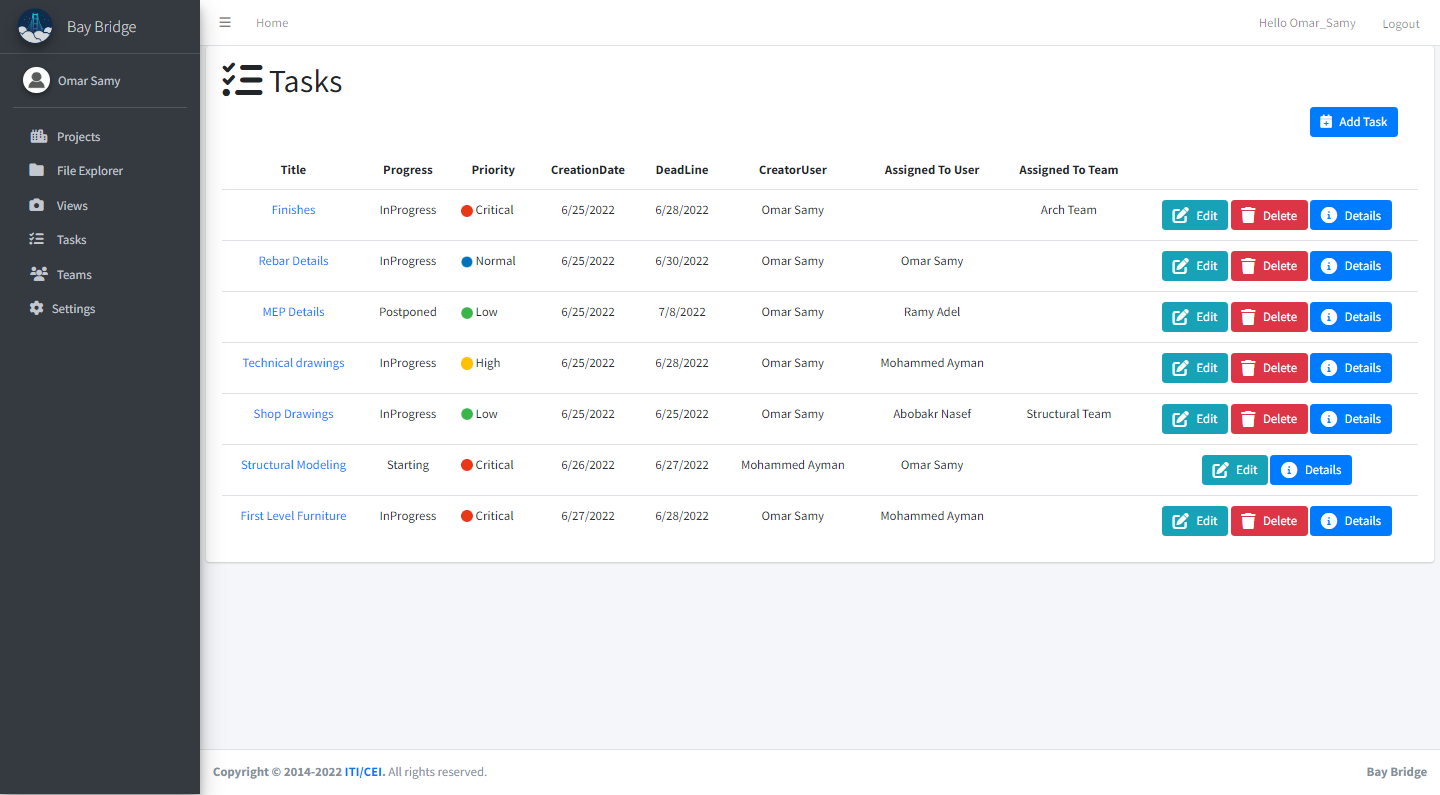 Bay Bridge
Home
Hello Omar_Samy
Logout
Omar Samy
Projects
File Explorer
Views
Tasks
Teams
Settings
Tasks
Add Task
Title Progress Priority CreationDate DeadLine CreatorUser Assigned To User Assigned To Team
Finishes InProgress Critical 6/25/2022 6/28/2022 Omar Samy Arch Team Edit Delete Details
Rebar Details InProgress Normal 6/25/2022 6/30/2022 Omar Samy Omar Samy Edit Delete Details
MEP Details Postponed Low 6/25/2022 7/8/2022 Omar Samy Ramy Adel Edit Delete Details
Technical drawings InProgress High 6/25/2022 6/28/2022 Omar Samy Mohammed Ayman Edit Delete Details
Shop Drawings InProgress Low 6/25/2022 6/25/2022 Omar Samy Abobakr Nasef Structural Team Edit Delete Details
Structural Modeling Starting Critical 6/26/2022 6/27/2022 Mohammed Ayman Omar Samy Edit Details
First Level Furniture InProgress Critical 6/27/2022 6/28/2022 Omar Samy Mohammed Ayman Edit Delete Details
Copyright © 2014-2022 ITI/CEI. All rights reserved.
Bay Bridge